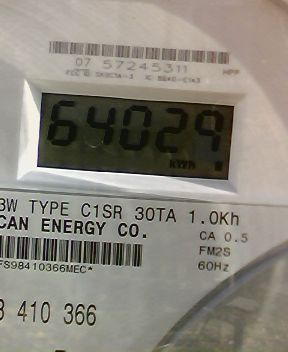 07 57245311
64029
3W TYPE C1SR 30TA 1.0Kh
CAN ENERGY CO. CA 0.5
FM2S
FS98410366MEC* 60Hz
8 410 366